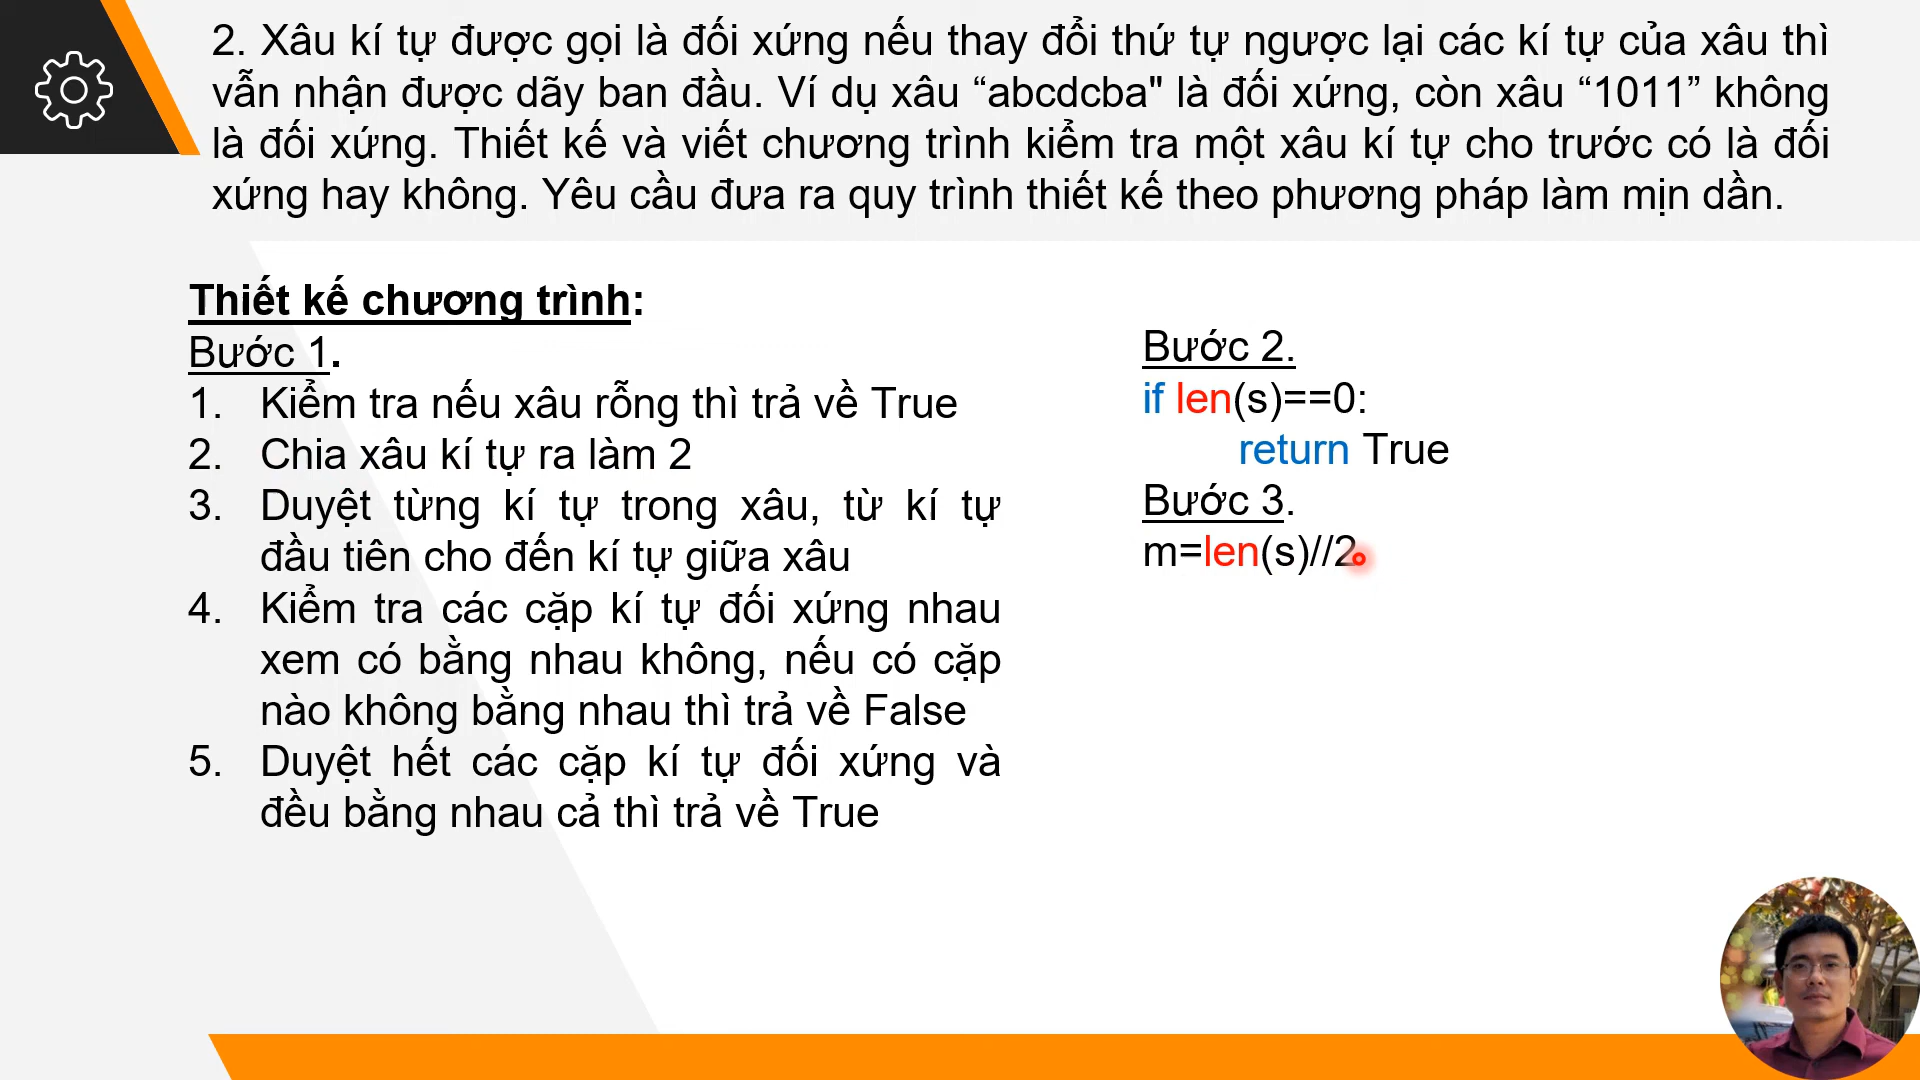 2. Xâu kí tự được gọi là đối xứng nếu thay đổi thứ tự ngược lại các kí tự của xâu thì
vẫn nhận được dãy ban đầu. Ví dụ xâu “abcdcba" là đối xứng, còn xâu “1011” không
là đối xứng. Thiết kế và viết chương trình kiểm tra một xâu kí tự cho trước có là đối
xứng hay không. Yêu cầu đưa ra quy trình thiết kế theo phương pháp làm mịn dần.
Thiết kế chương trình:
Bước 1.
1. Kiểm tra nếu xâu rỗng thì trả về True
2. Chia xâu kí tự ra làm 2
3. Duyệt từng kí tự trong xâu, từ kí tự
đầu tiên cho đến kí tự giữa xâu
4. Kiểm tra các cặp kí tự đối xứng nhau
xem có bằng nhau không, nếu có cặp
nào không bằng nhau thì trả về False
5. Duyệt hết các cặp kí tự đối xứng và
đều bằng nhau cả thì trả về True
Bước 2.
if len(s)==0:
return True
Bước 3.
m=len(s)//2